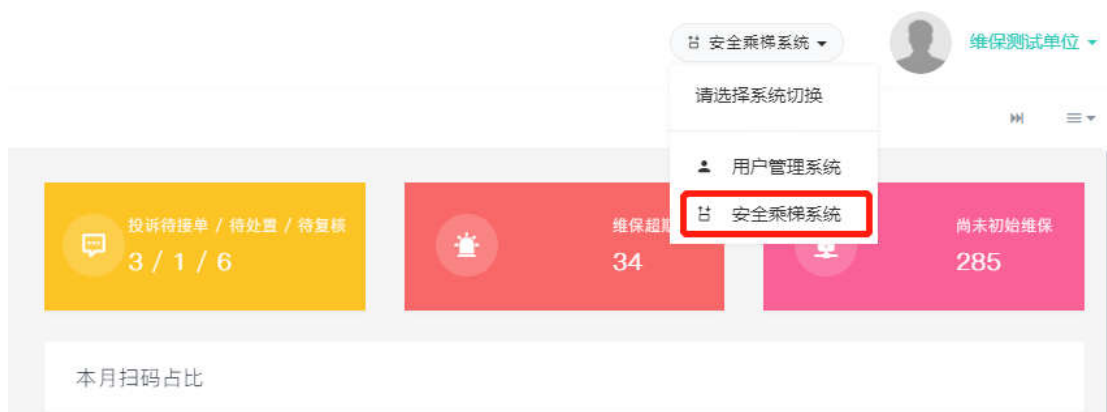 安全乘梯系统
维保测试单位
请选择系统切换
用户管理系统
安全乘梯系统
投诉待接单 / 待处置 / 待复核
3 / 1 / 6
维保超期
34
尚未初始维保
285
本月扫码占比